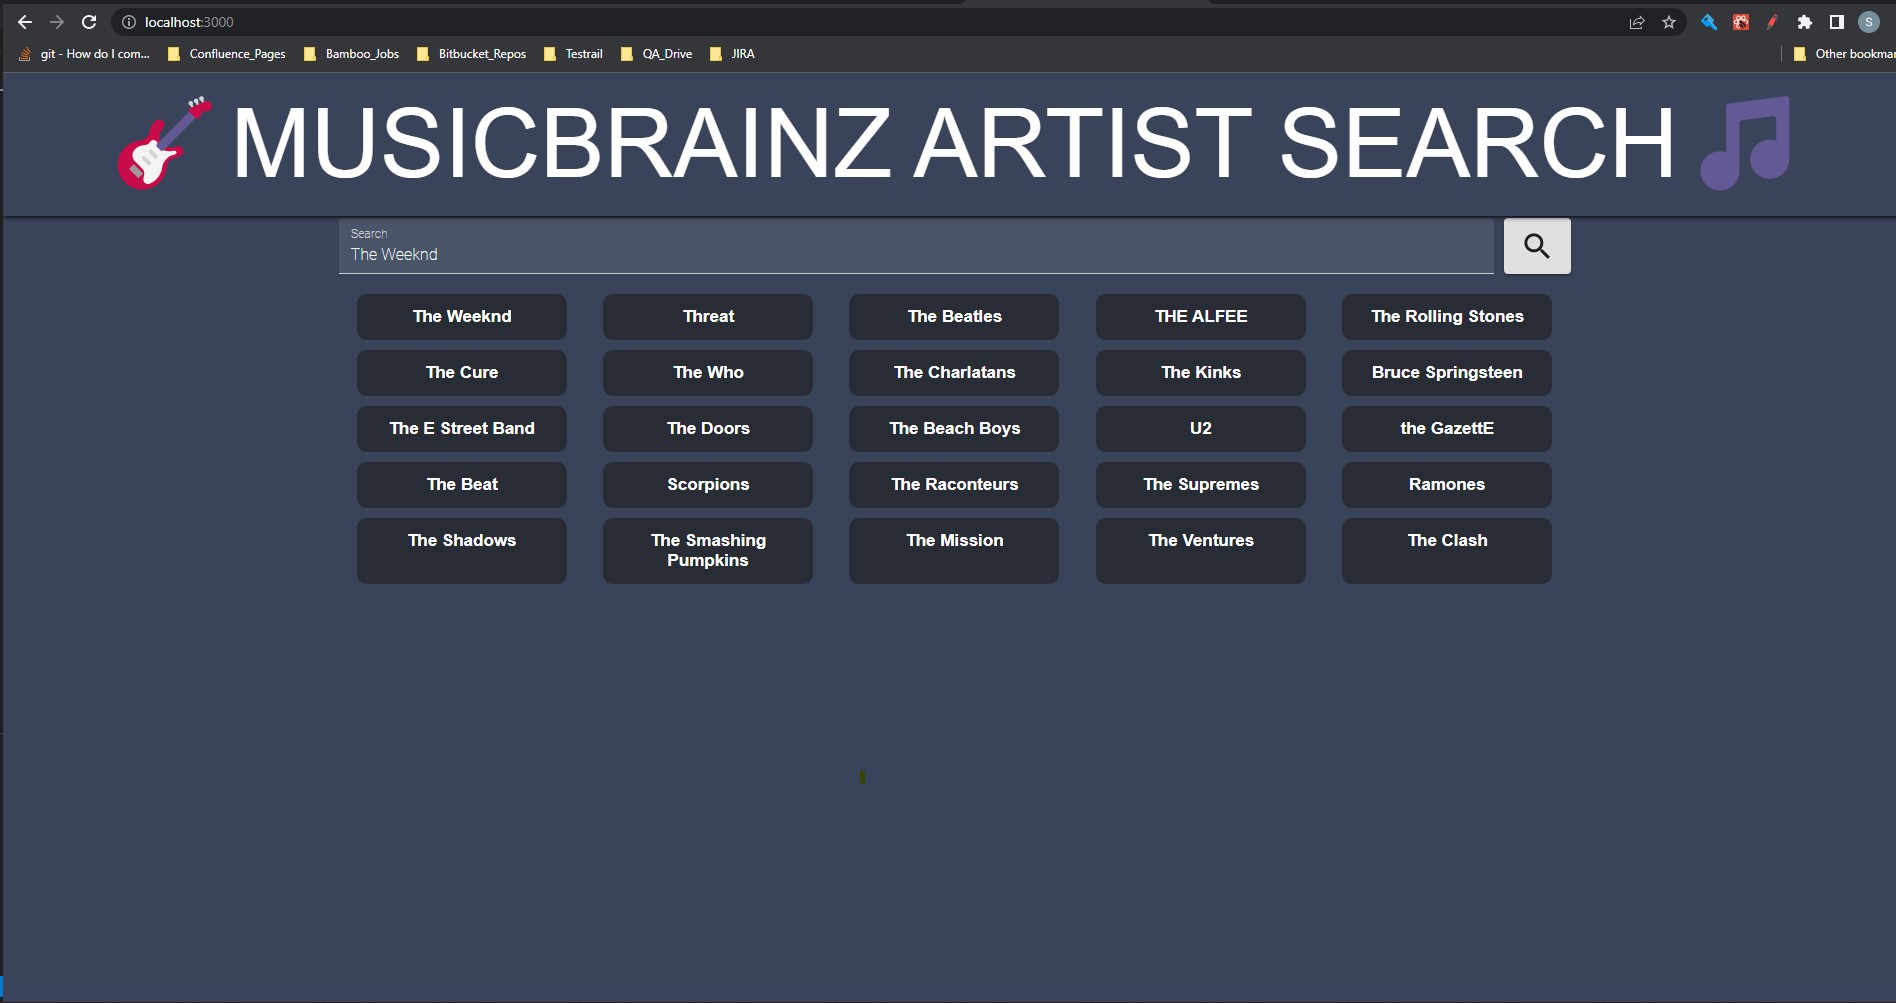 localhost:3000
S
git - How do I com...
Confluence_Pages
Bamboo_Jobs
Bitbucket_Repos
Testrail
QA_Drive
JIRA
Other bookmar
MUSICBRAINZ ARTIST SEARCH
Search
The Weeknd
The Weeknd
Threat
The Beatles
THE ALFEE
The Rolling Stones
The Cure
The Who
The Charlatans
The Kinks
Bruce Springsteen
The E Street Band
The Doors
The Beach Boys
U2
the GazettE
The Beat
Scorpions
The Raconteurs
The Supremes
Ramones
The Shadows
The Smashing
Pumpkins
The Mission
The Ventures
The Clash